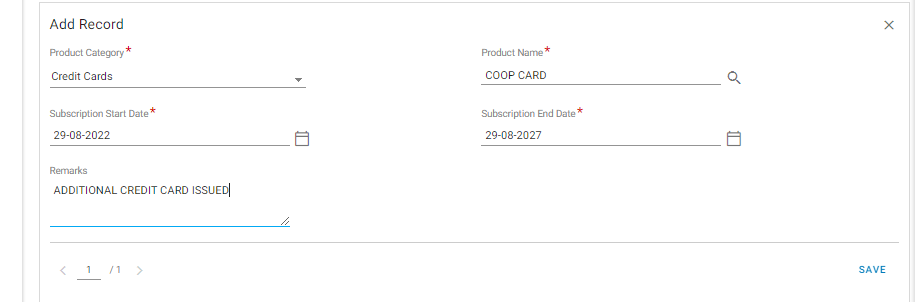 Add Record
Product Category*
Product Name*
Credit Cards
COOP CARD
Subscription Start Date*
Subscription End Date*
29-08-2022
29-08-2027
Remarks
ADDITIONAL CREDIT CARD ISSUED
1 / 1
SAVE